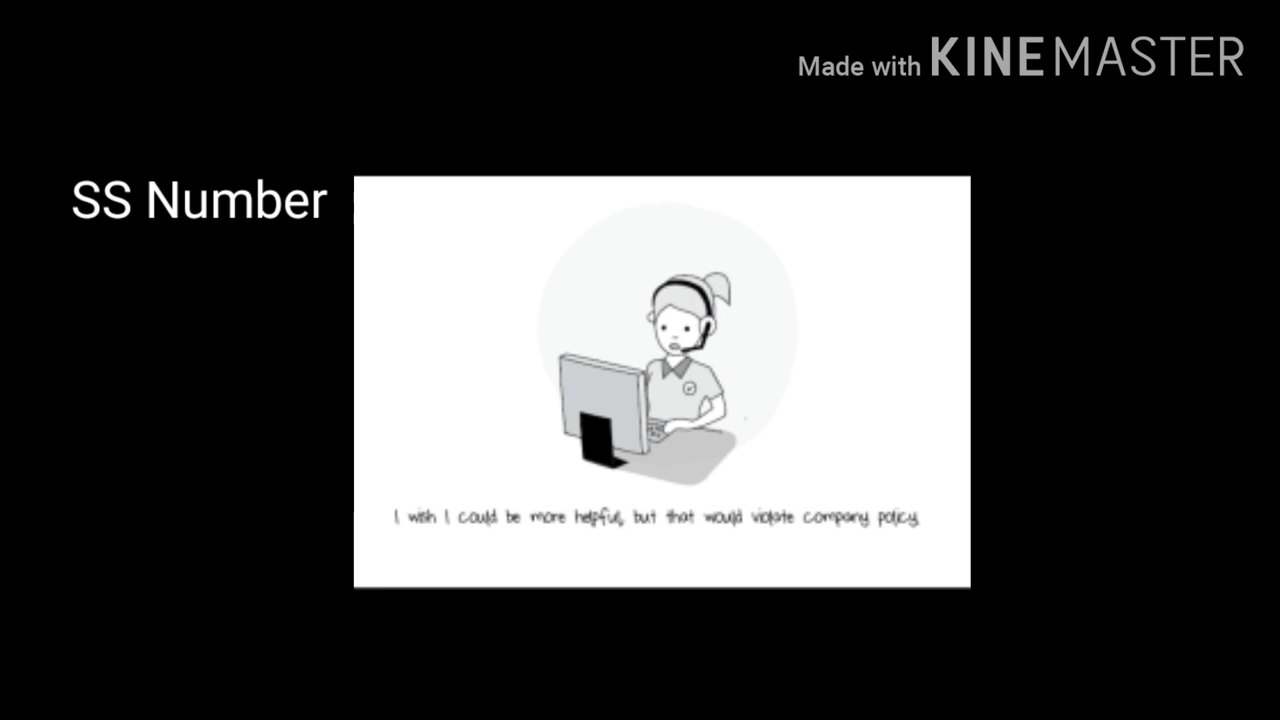 Made with KINEMASTER
SS Number
I wish I could be more helpful, but that would violate company policy.